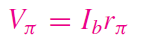 V_π = I_b r_π